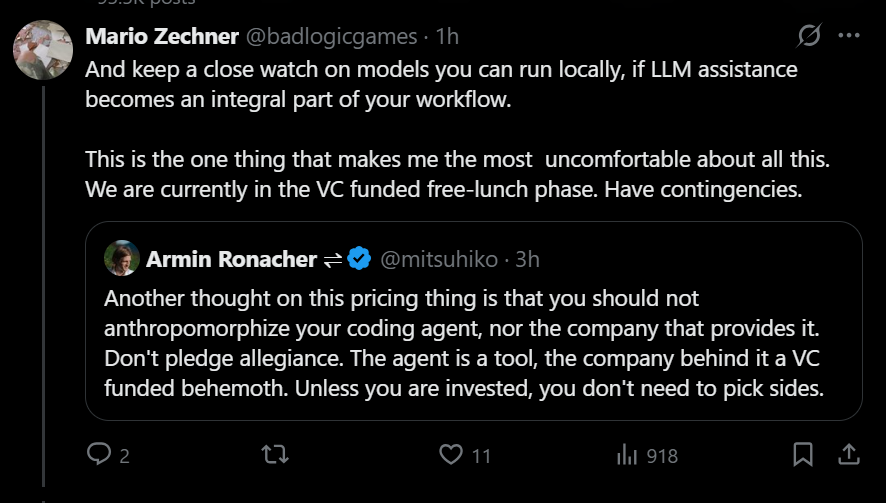 Mario Zechner @badlogicgames · 1h
And keep a close watch on models you can run locally, if LLM assistance
becomes an integral part of your workflow.
This is the one thing that makes me the most  uncomfortable about all this.
We are currently in the VC funded free-lunch phase. Have contingencies.
Armin Ronacher ⇌ @mitsuhiko · 3h
Another thought on this pricing thing is that you should not
anthropomorphize your coding agent, nor the company that provides it.
Don't pledge allegiance. The agent is a tool, the company behind it a VC
funded behemoth. Unless you are invested, you don't need to pick sides.
2 11 918